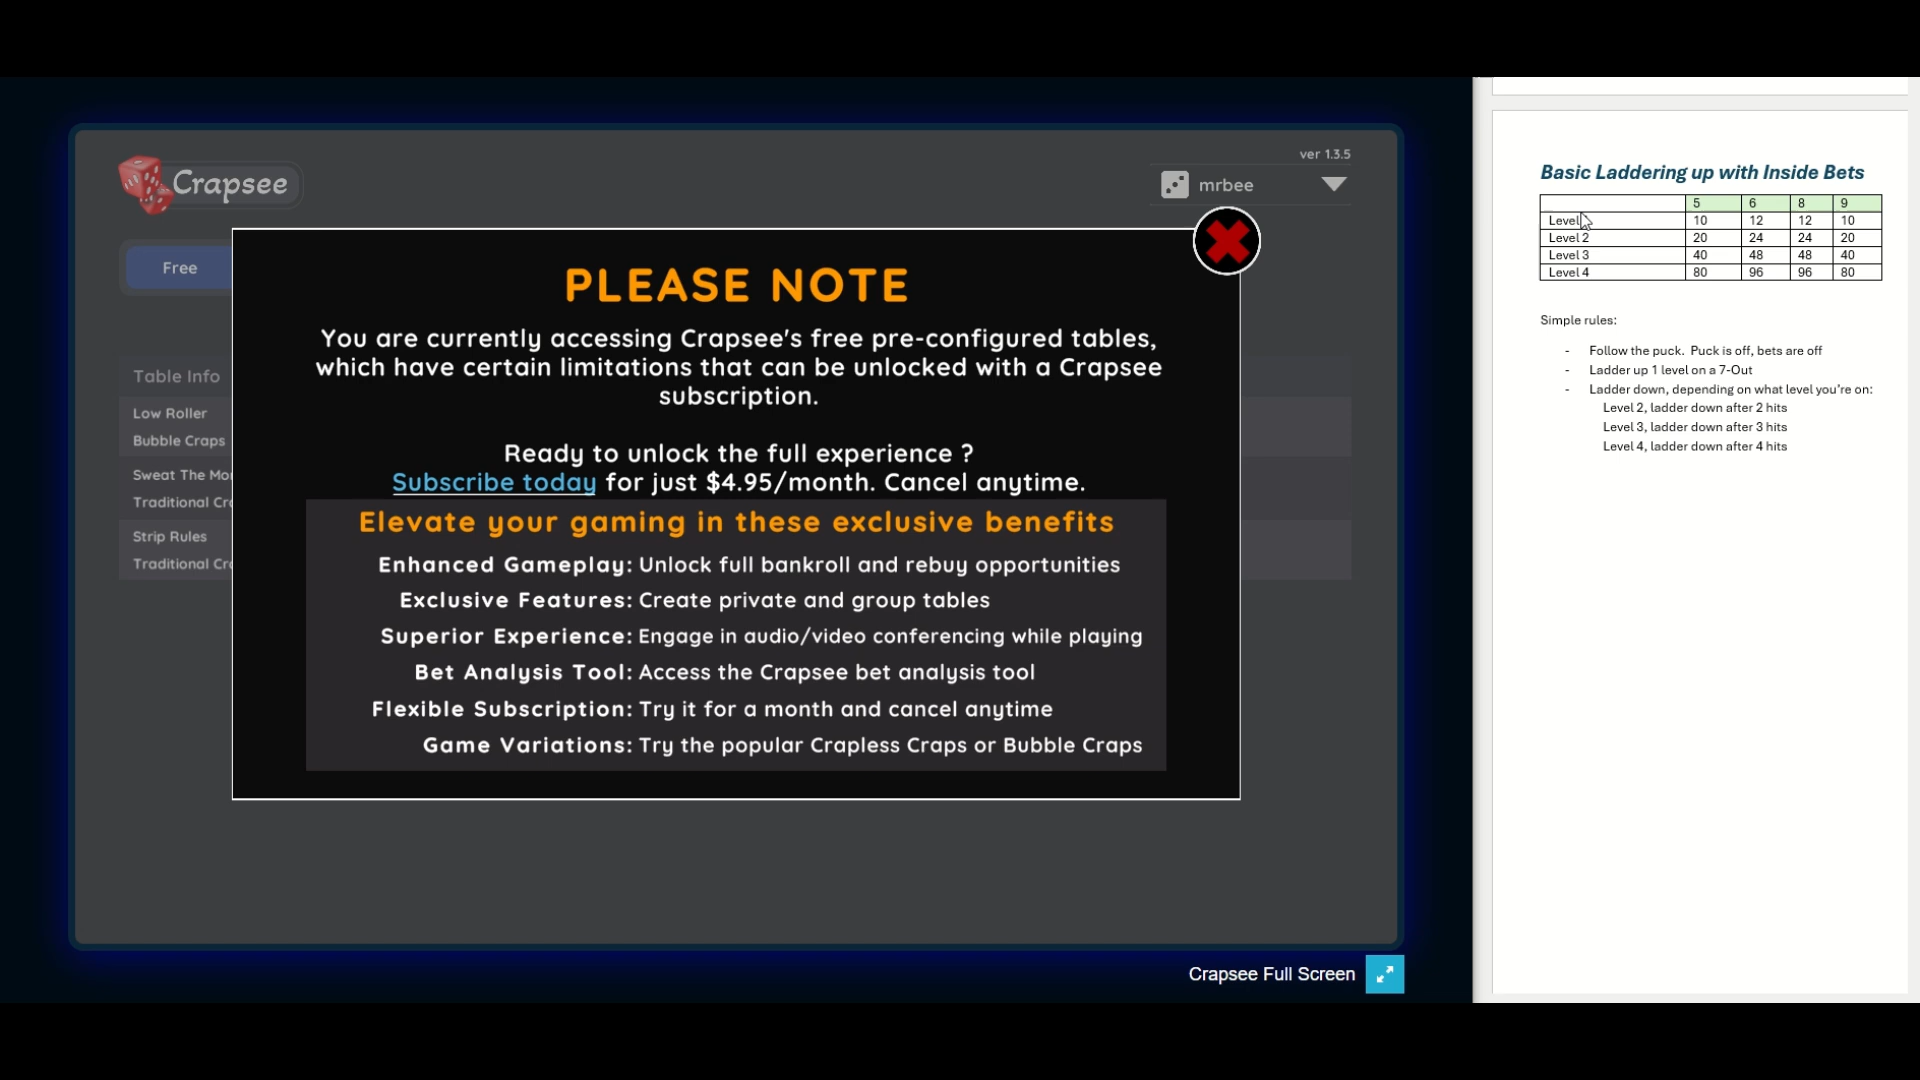 Crapsee
ver 1.3.5
mrbee
Free
PLEASE NOTE
You are currently accessing Crapsee's free pre-configured tables,
which have certain limitations that can be unlocked with a Crapsee
subscription.
Ready to unlock the full experience ?
Subscribe today for just $4.95/month. Cancel anytime.
Elevate your gaming in these exclusive benefits
Enhanced Gameplay: Unlock full bankroll and rebuy opportunities
Exclusive Features: Create private and group tables
Superior Experience: Engage in audio/video conferencing while playing
Bet Analysis Tool: Access the Crapsee bet analysis tool
Flexible Subscription: Try it for a month and cancel anytime
Game Variations: Try the popular Crapless Craps or Bubble Craps
Table Info
Low Roller
Bubble Craps
Sweat The
Traditional
Strip Rules
Traditional
Crapsee Full Screen
Basic Laddering up with Inside Bets
5 6 8 9
Level 10 12 12 10
Level 2 20 24 24 20
Level 3 40 48 48 40
Level 4 80 96 96 80
Simple rules:
- Follow the puck. Puck is off, bets are off
- Ladder up 1 level on a 7-Out
- Ladder down, depending on what level you're on:
Level 2, ladder down after 2 hits
Level 3, ladder down after 3 hits
Level 4, ladder down after 4 hits